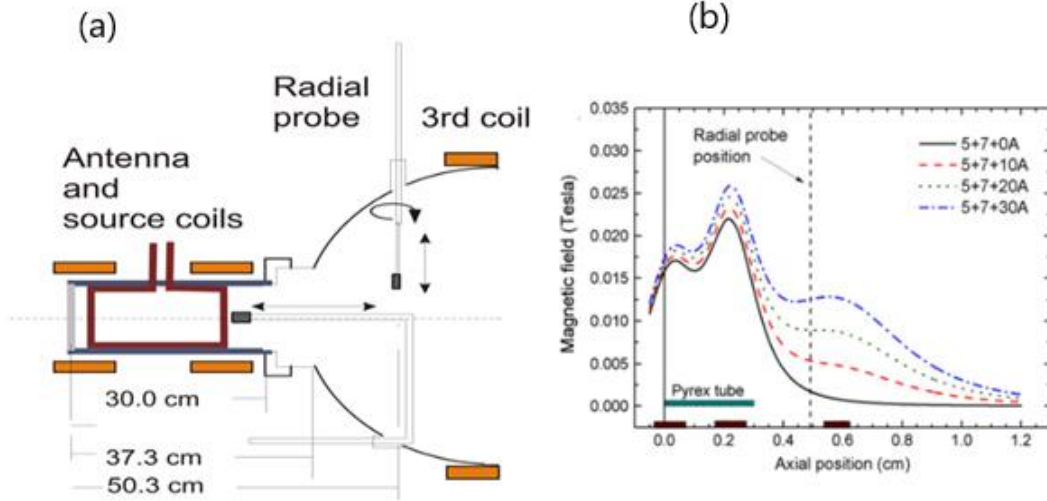 (a)
Radial
probe
3rd coil
Antenna
and
source coils
30.0 cm
37.3 cm
50.3 cm
(b)
0.035
0.030
0.025
0.020
0.015
0.010
0.005
0.000
Magnetic field (Tesla)
Radial probe
position
5+7+0A
5+7+10A
5+7+20A
5+7+30A
Pyrex tube
0.0 0.2 0.4 0.6 0.8 1.0 1.2
Axial position (cm)